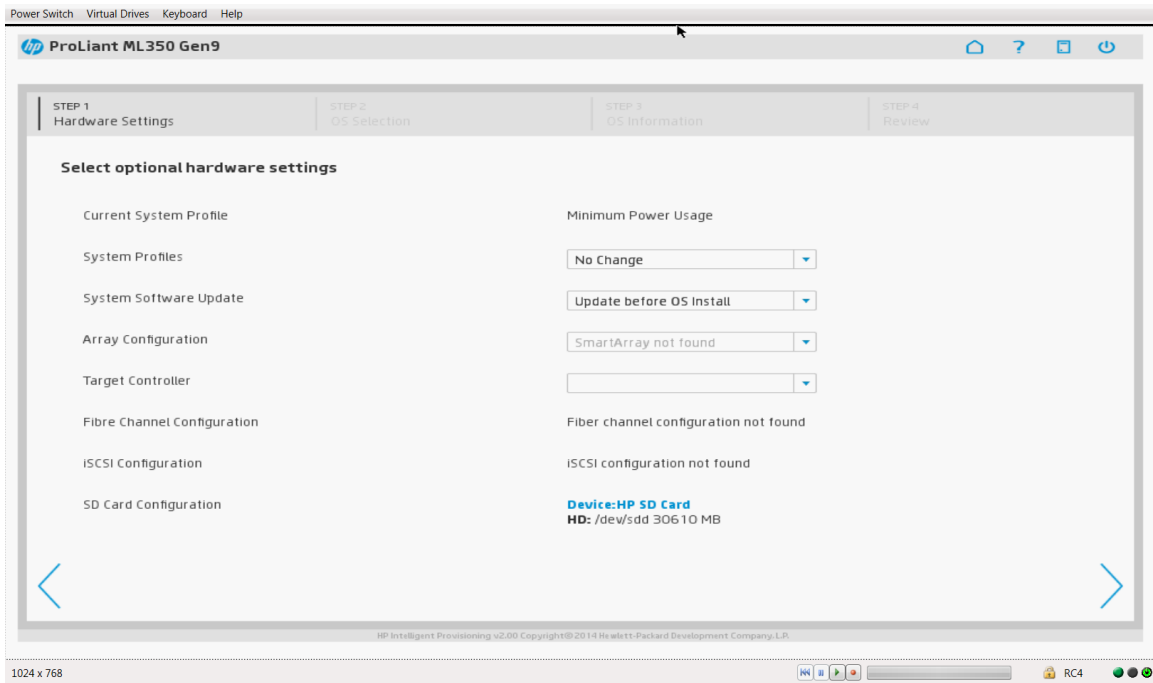 Power Switch Virtual Drives Keyboard Help
hp ProLiant ML350 Gen9
?
STEP 1 STEP 2 STEP 3 STEP 4
Hardware Settings OS Selection OS Information Review
Select optional hardware settings
Current System Profile Minimum Power Usage
System Profiles No Change
System Software Update Update before OS Install
Array Configuration SmartArray not found
Target Controller
Fibre Channel Configuration Fiber channel configuration not found
iSCSI Configuration iSCSI configuration not found
SD Card Configuration Device:HP SD Card
HD: /dev/sdd 30610 MB
HP Intelligent Provisioning v2.00 Copyright©2014 Hewlett-Packard Development Company, L.P.
1024 x 768 RC4